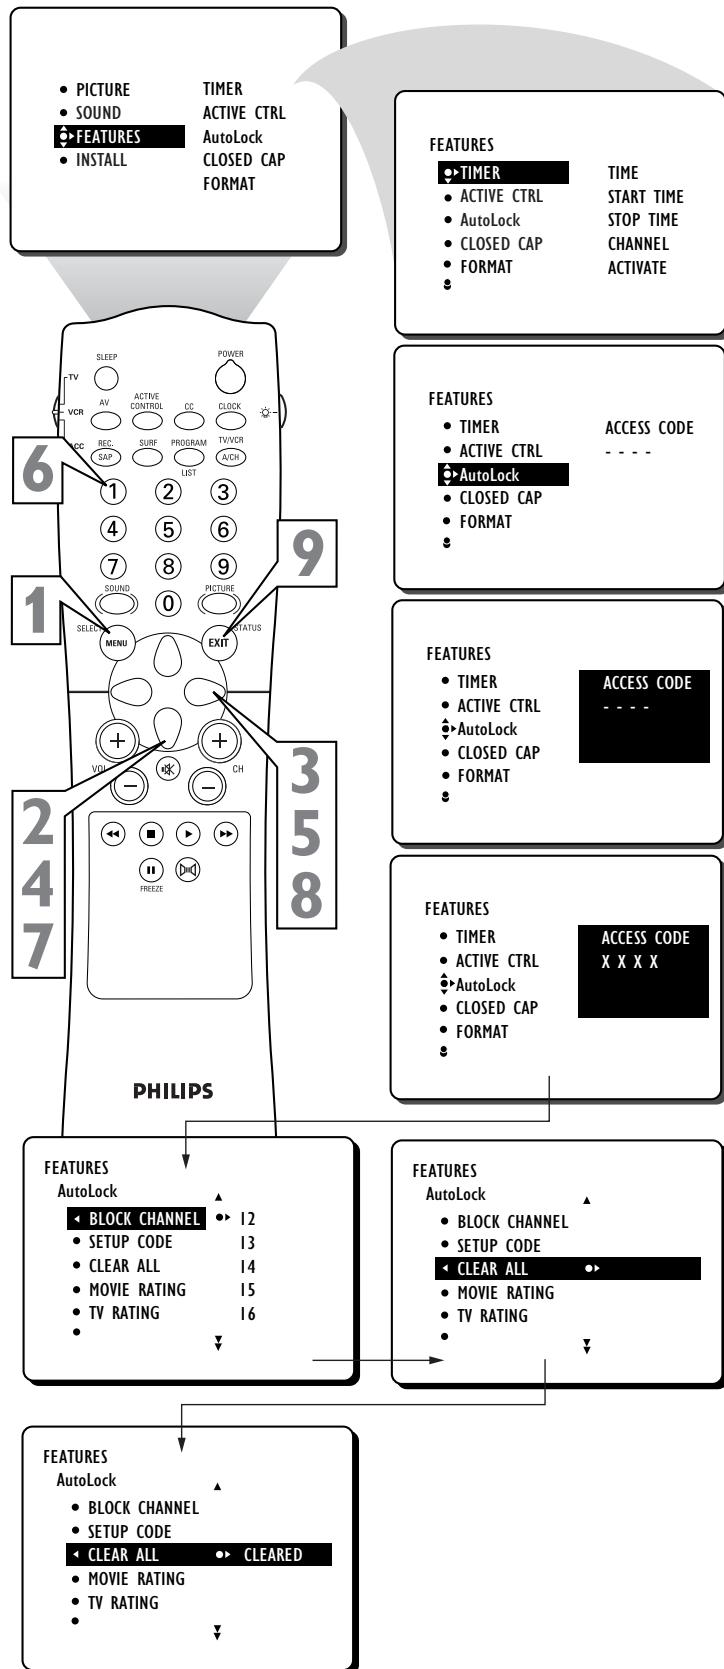 PICTURE TIMER
SOUND ACTIVE CTRL
FEATURES AutoLock
INSTALL CLOSED CAP
FORMAT
FEATURES
TIMER TIME
ACTIVE CTRL START TIME
AutoLock STOP TIME
CLOSED CAP CHANNEL
FORMAT ACTIVATE
SLEEP POWER
TV
AV ACTIVE CONTROL CC CLOCK
VCR
ACC REC. SURF PROGRAM TV/VCR
SAP A/CH
LIST
1 2 3
4 5 6
7 8 9
SOUND 0 PICTURE
SELECT STATUS
MENU EXIT
VOL CH
FREEZE
PHILIPS
6
1
9
2
4
7
3
5
8
FEATURES
TIMER ACCESS CODE
ACTIVE CTRL - - - -
AutoLock
CLOSED CAP
FORMAT
FEATURES
TIMER ACCESS CODE
ACTIVE CTRL - - - -
AutoLock
CLOSED CAP
FORMAT
FEATURES
TIMER ACCESS CODE
ACTIVE CTRL X X X X
AutoLock
CLOSED CAP
FORMAT
FEATURES
AutoLock
BLOCK CHANNEL 12
SETUP CODE 13
CLEAR ALL 14
MOVIE RATING 15
TV RATING 16
FEATURES
AutoLock
BLOCK CHANNEL
SETUP CODE
CLEAR ALL
MOVIE RATING
TV RATING
FEATURES
AutoLock
BLOCK CHANNEL
SETUP CODE
CLEAR ALL CLEARED
MOVIE RATING
TV RATING